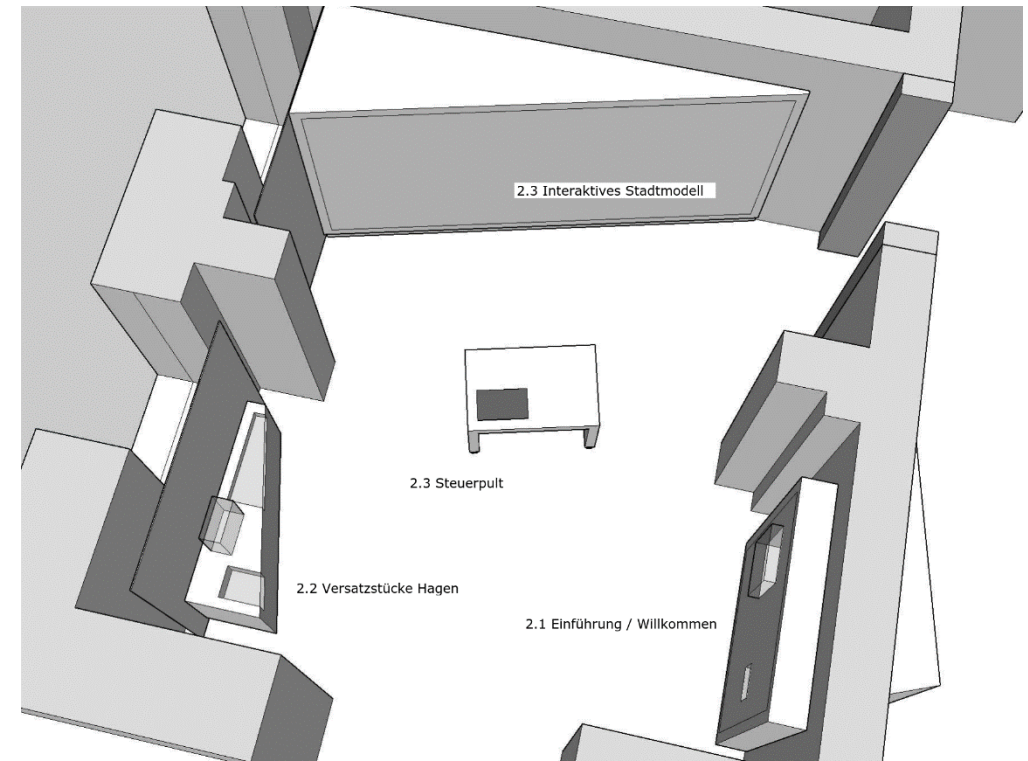 2.3 Interaktives Stadtmodell
2.3 Steuerpult
2.2 Versatzstücke Hagen
2.1 Einführung / Willkommen